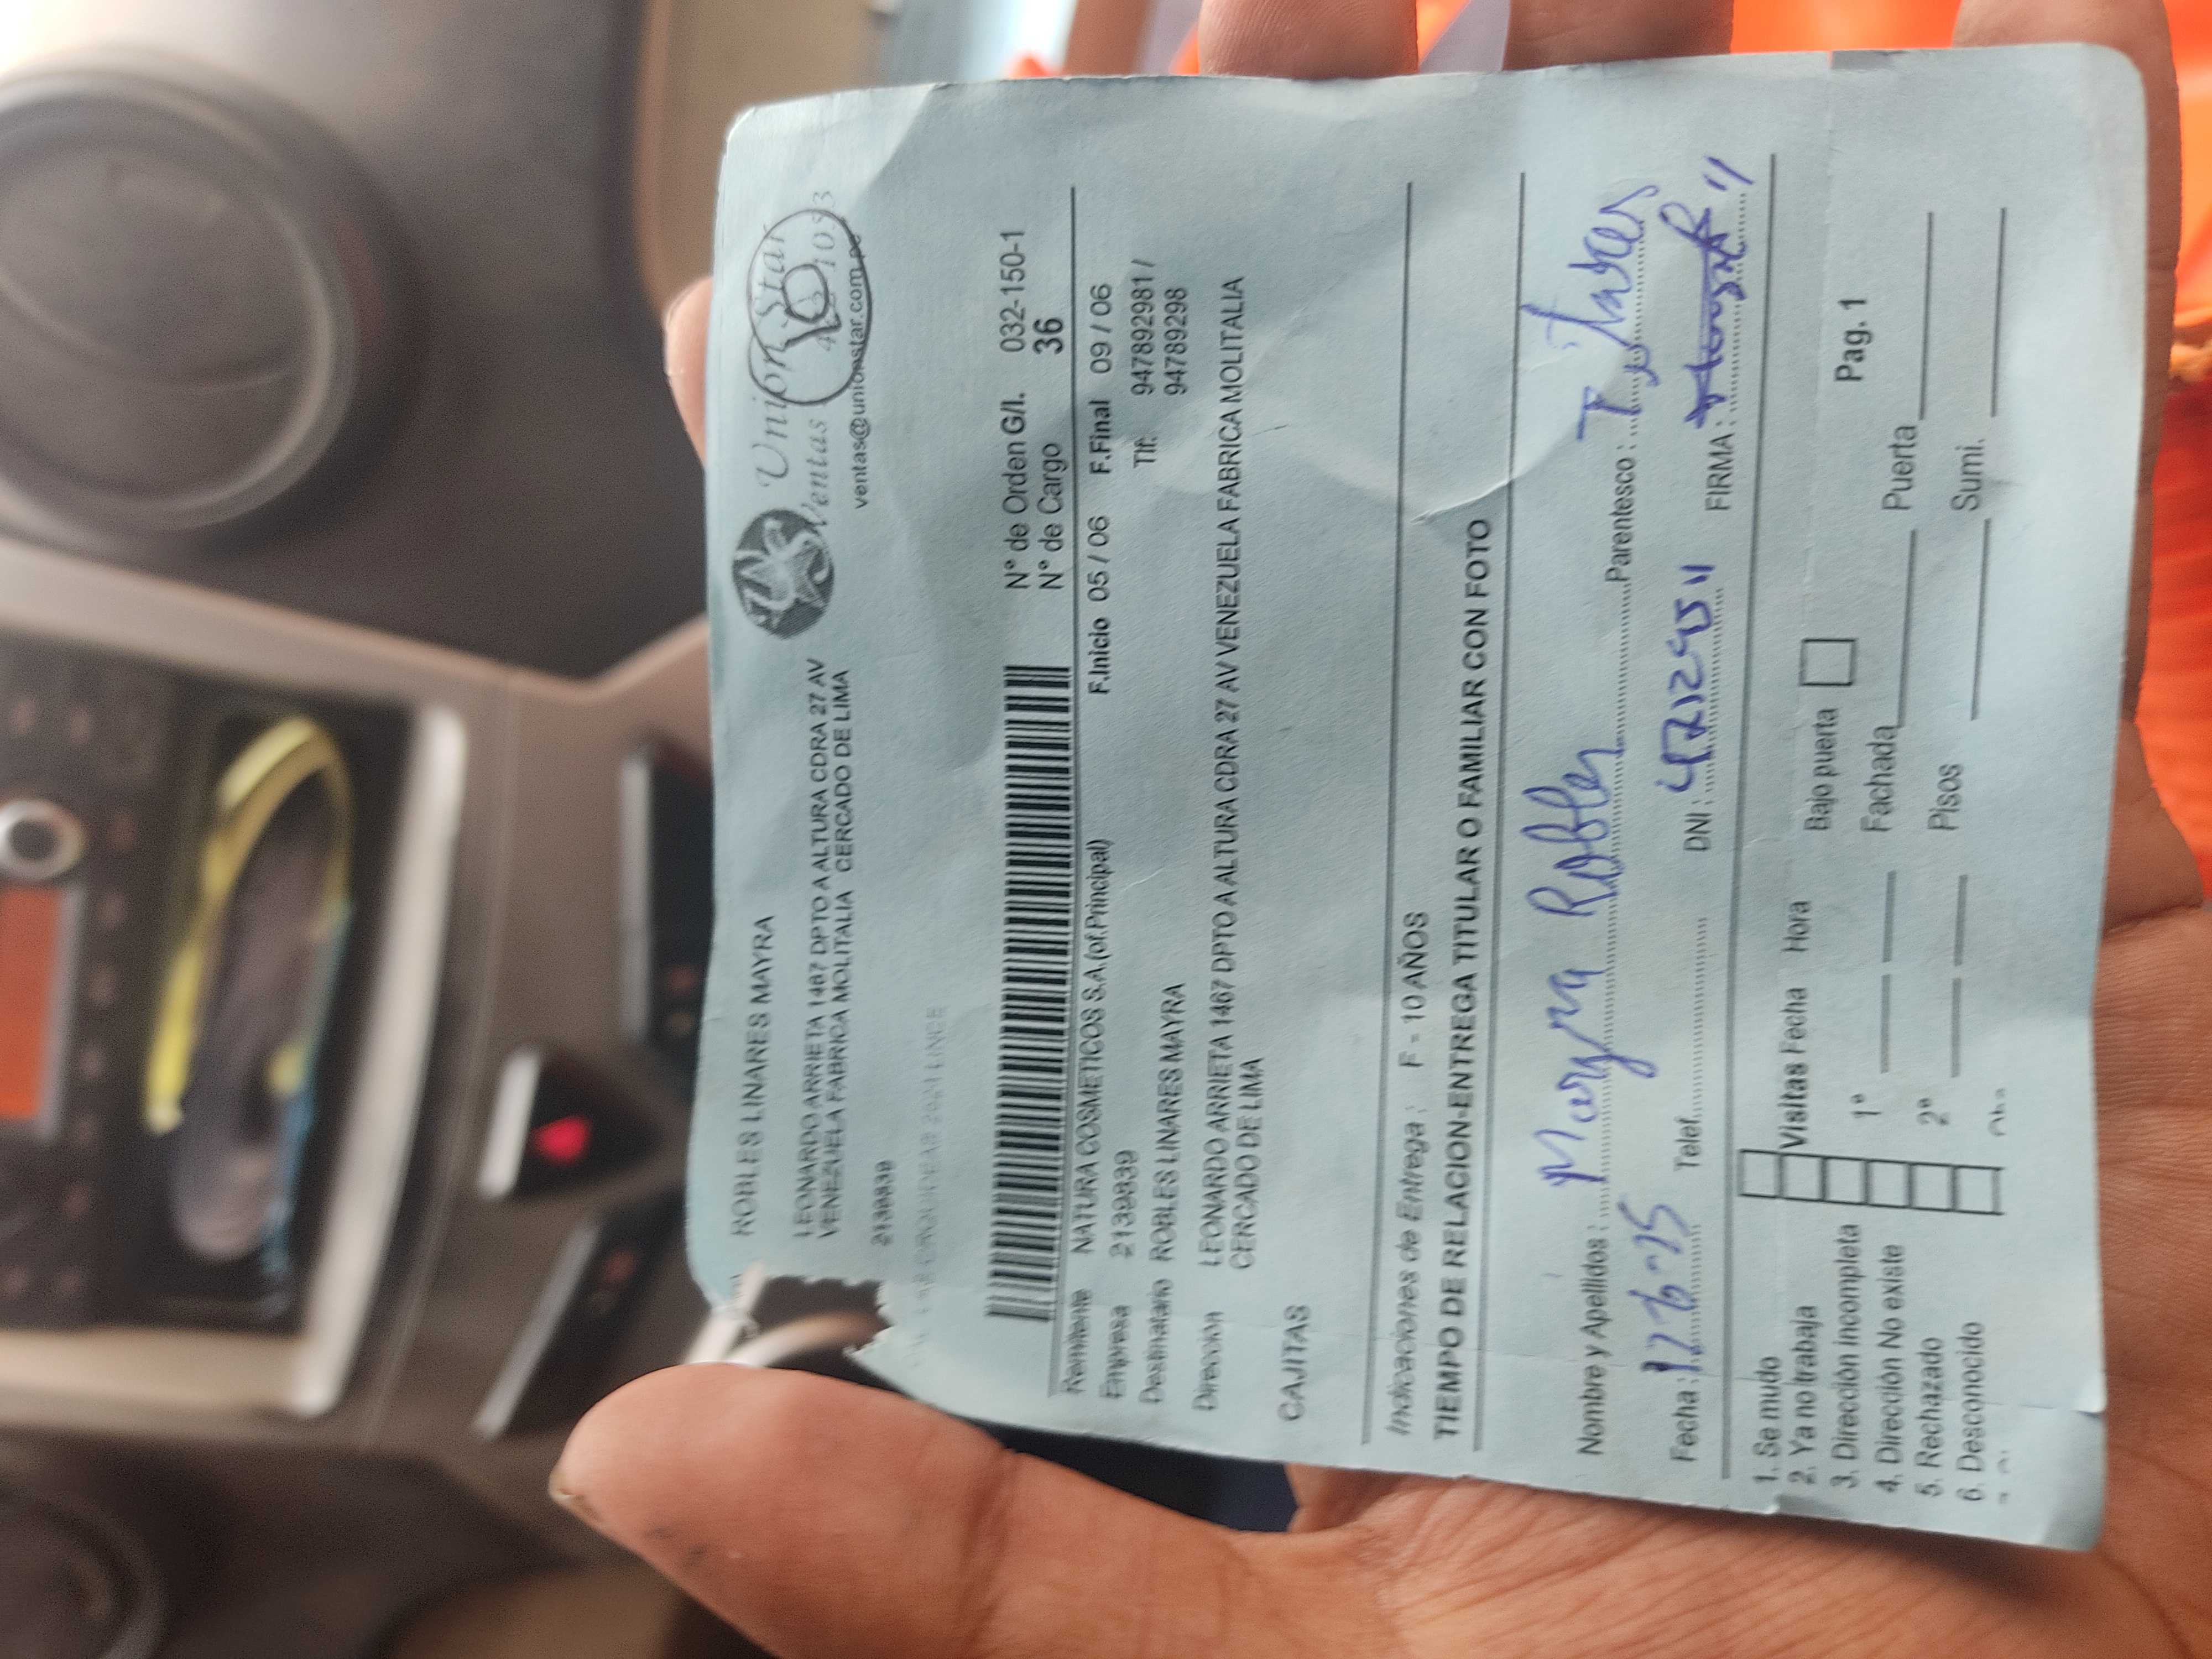 ROBLES LINARES MAYRA
LEONARDO ARRIETA 1467 DPTO A ALTURA CDRA 27 AV
VENEZUELA FABRICA MOLITALIA CERCADO DE LIMA
2139839
Union Star
Ventas
ventas@unionstar.com.pe
N° de Orden G/I. 032-150-1
N° de Cargo 36
Remitente NATURA COSMETICOS S.A.(of.Principal)
F.Inicio 05 / 06 F.Final 09 / 06
Empresa 2139839
Tlf: 947892981 /
94789298
Destinatario ROBLES LINARES MAYRA
Dirección LEONARDO ARRIETA 1467 DPTO A ALTURA CDRA 27 AV VENEZUELA FABRICA MOLITALIA
CERCADO DE LIMA
CAJITAS
Indicaciones de Entrega : F - 10 AÑOS
TIEMPO DE RELACION-ENTREGA TITULAR O FAMILIAR CON FOTO
Nombre y Apellidos : Mayra Robles Parentesco :
Fecha : Telef. DNI : FIRMA :
1. Se mudo
2. Ya no trabaja
3. Dirección incompleta
4. Dirección No existe
5. Rechazado
6. Desconocido
Visitas Fecha Hora
1°
2°
Bajo puerta
Pag. 1
Fachada Puerta
Pisos Sumi.